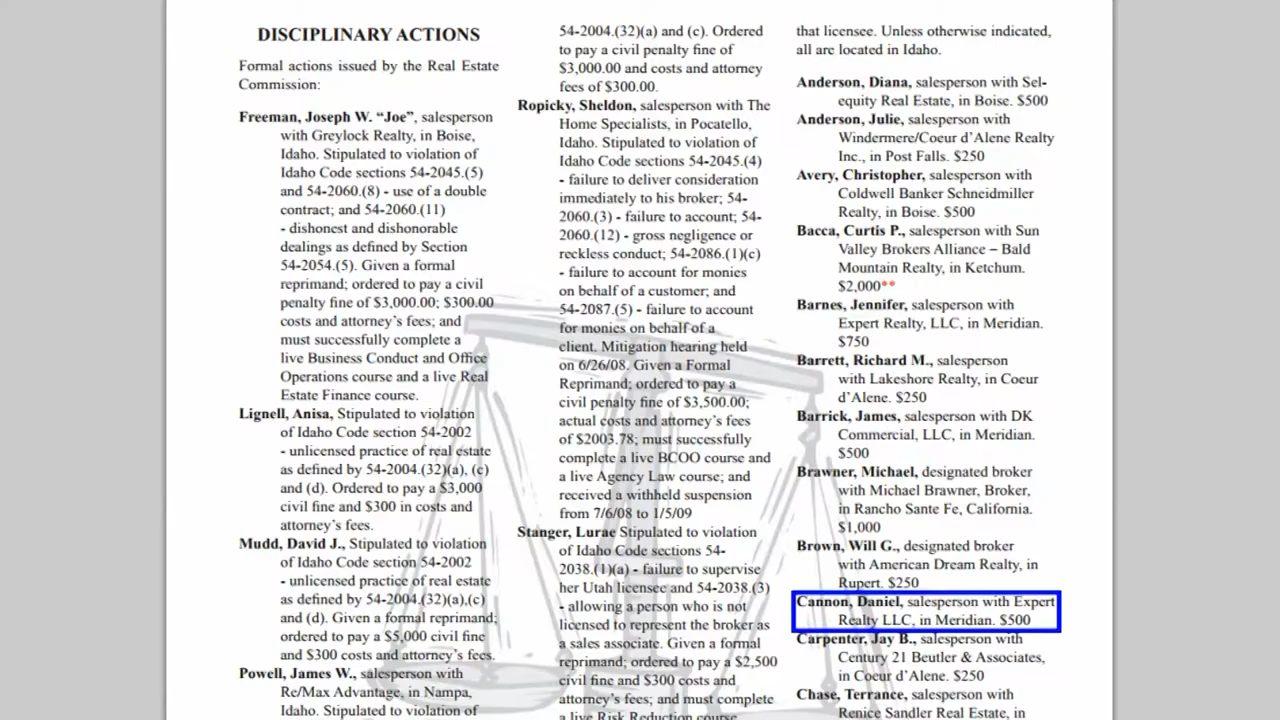 DISCIPLINARY ACTIONS
Formal actions issued by the Real Estate
Commission:
Freeman, Joseph W. “Joe”, salesperson
with Greylock Realty, in Boise,
Idaho. Stipulated to violation of
Idaho Code sections 54-2045.(5)
and 54-2060.(8) - use of a double
contract; and 54-2060.(11)
- dishonest and dishonorable
dealings as defined by Section
54-2054.(5). Given a formal
reprimand; ordered to pay a civil
penalty fine of $3,000.00; $300.00
costs and attorney’s fees; and
must successfully complete a
live Business Conduct and Office
Operations course and a live Real
Estate Finance course.
Lignell, Anisa, Stipulated to violation
of Idaho Code section 54-2002
- unlicensed practice of real estate
as defined by 54-2004.(32)(a), (c)
and (d). Ordered to pay a $3,000
civil fine and $300 in costs and
attorney’s fees.
Mudd, David J., Stipulated to violation
of Idaho Code section 54-2002
- unlicensed practice of real estate
as defined by 54-2004.(32)(a),(c)
and (d). Given a formal reprimand;
ordered to pay a $5,000 civil fine
and $300 costs and attorney’s fees.
Powell, James W., salesperson with
Re/Max Advantage, in Nampa,
Idaho. Stipulated to violation of
54-2004.(32)(a) and (c). Ordered
to pay a civil penalty fine of
$3,000.00 and costs and attorney
fees of $300.00.
Ropicky, Sheldon, salesperson with The
Home Specialists, in Pocatello,
Idaho. Stipulated to violation of
Idaho Code sections 54-2045.(4)
- failure to deliver consideration
immediately to his broker; 54-
2060.(3) - failure to account; 54-
2060.(12) - gross negligence or
reckless conduct; 54-2086.(1)(c)
- failure to account for monies
on behalf of a customer; and
54-2087.(5) - failure to account
for monies on behalf of a
client. Mitigation hearing held
on 6/26/08. Given a Formal
Reprimand; ordered to pay a
civil penalty fine of $3,500.00;
actual costs and attorney’s fees
of $2003.78; must successfully
complete a live BCOO course and
a live Agency Law course; and
received a withheld suspension
from 7/6/08 to 1/5/09
Stanger, Lurae Stipulated to violation
of Idaho Code sections 54-
2038.(1)(a) - failure to supervise
her Utah licensee and 54-2038.(3)
- allowing a person who is not
licensed to represent the broker as
a sales associate. Given a formal
reprimand; ordered to pay a $2,500
civil fine and $300 costs and
attorney’s fees; and must complete
a live Risk Reduction course
that licensee. Unless otherwise indicated,
all are located in Idaho.
Anderson, Diana, salesperson with Sel-
equity Real Estate, in Boise. $500
Anderson, Julie, salesperson with
Windermere/Coeur d’Alene Realty
Inc., in Post Falls. $250
Avery, Christopher, salesperson with
Coldwell Banker Schneidmiller
Realty, in Boise. $500
Bacca, Curtis P., salesperson with Sun
Valley Brokers Alliance – Bald
Mountain Realty, in Ketchum.
$2,000**
Barnes, Jennifer, salesperson with
Expert Realty, LLC, in Meridian.
$750
Barrett, Richard M., salesperson
with Lakeshore Realty, in Coeur
d’Alene. $250
Barrick, James, salesperson with DK
Commercial, LLC, in Meridian.
$500
Brawner, Michael, designated broker
with Michael Brawner, Broker,
in Rancho Sante Fe, California.
$1,000
Brown, Will G., designated broker
with American Dream Realty, in
Rupert. $250
Cannon, Daniel, salesperson with Expert
Realty LLC, in Meridian. $500
Carpenter, Jay B., salesperson with
Century 21 Beutler & Associates,
in Coeur d’Alene. $250
Chase, Terrance, salesperson with
Renice Sandler Real Estate, in